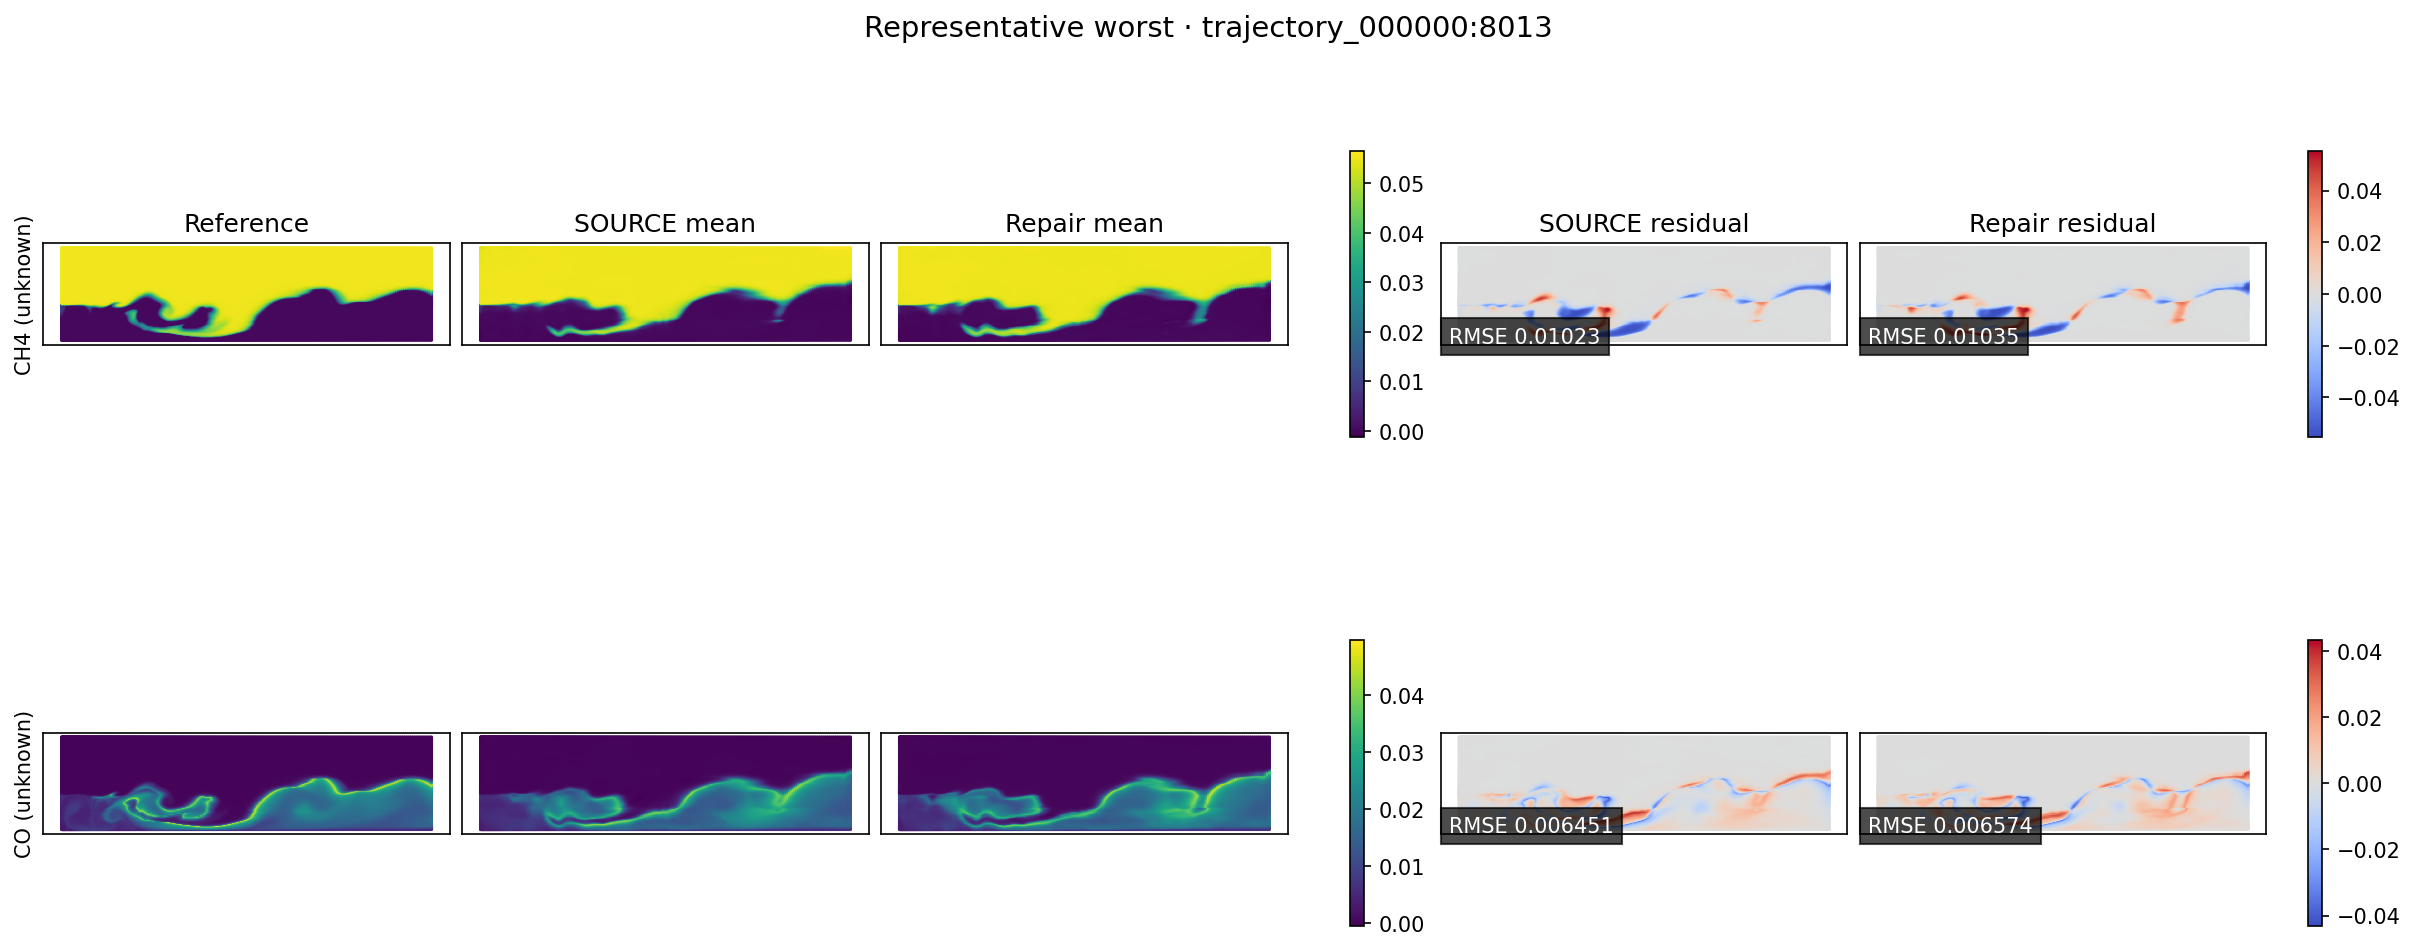 Representative worst · trajectory_000000:8013
Reference
SOURCE mean
Repair mean
SOURCE residual
Repair residual
CH4 (unknown)
0.05
0.04
0.03
0.02
0.01
0.00
RMSE 0.01023
RMSE 0.01035
0.04
0.02
0.00
−0.02
−0.04
CO (unknown)
0.04
0.03
0.02
0.01
0.00
RMSE 0.006451
RMSE 0.006574
0.04
0.02
0.00
−0.02
−0.04